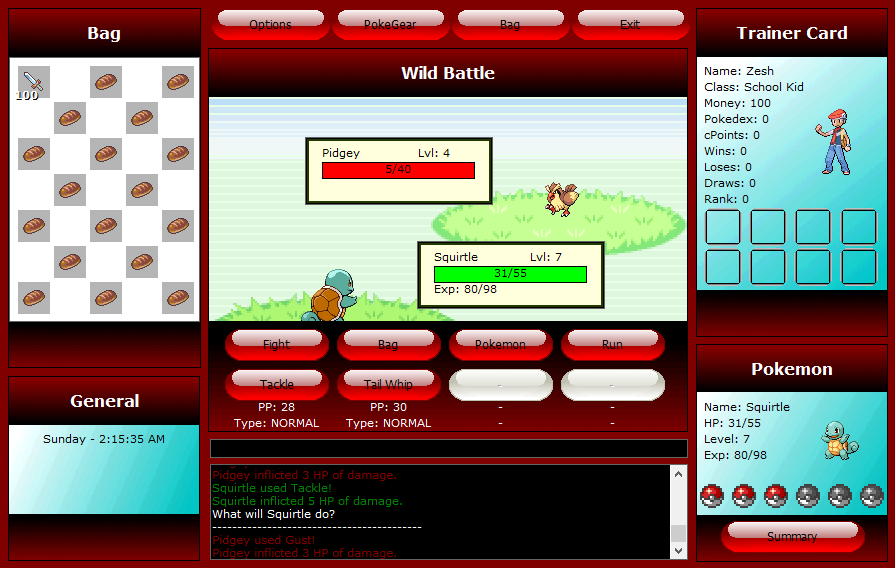 Bag
100
General
Sunday - 2:15:35 AM
Options
PokeGear
Bag
Exit
Wild Battle
Pidgey Lvl: 4
5/40
Squirtle Lvl: 7
31/55
Exp: 80/98
Fight
Bag
Pokemon
Run
Tackle
Tail Whip
-
-
PP: 28
PP: 30
-
-
Type: NORMAL
Type: NORMAL
-
-
Pidgey inflicted 3 HP of damage.
Squirtle used Tackle!
Squirtle inflicted 5 HP of damage.
What will Squirtle do?
------------------------------------------
Pidgey used Gust!
Pidgey inflicted 3 HP of damage.
Trainer Card
Name: Zesh
Class: School Kid
Money: 100
Pokedex: 0
cPoints: 0
Wins: 0
Loses: 0
Draws: 0
Rank: 0
Pokemon
Name: Squirtle
HP: 31/55
Level: 7
Exp: 80/98
Summary